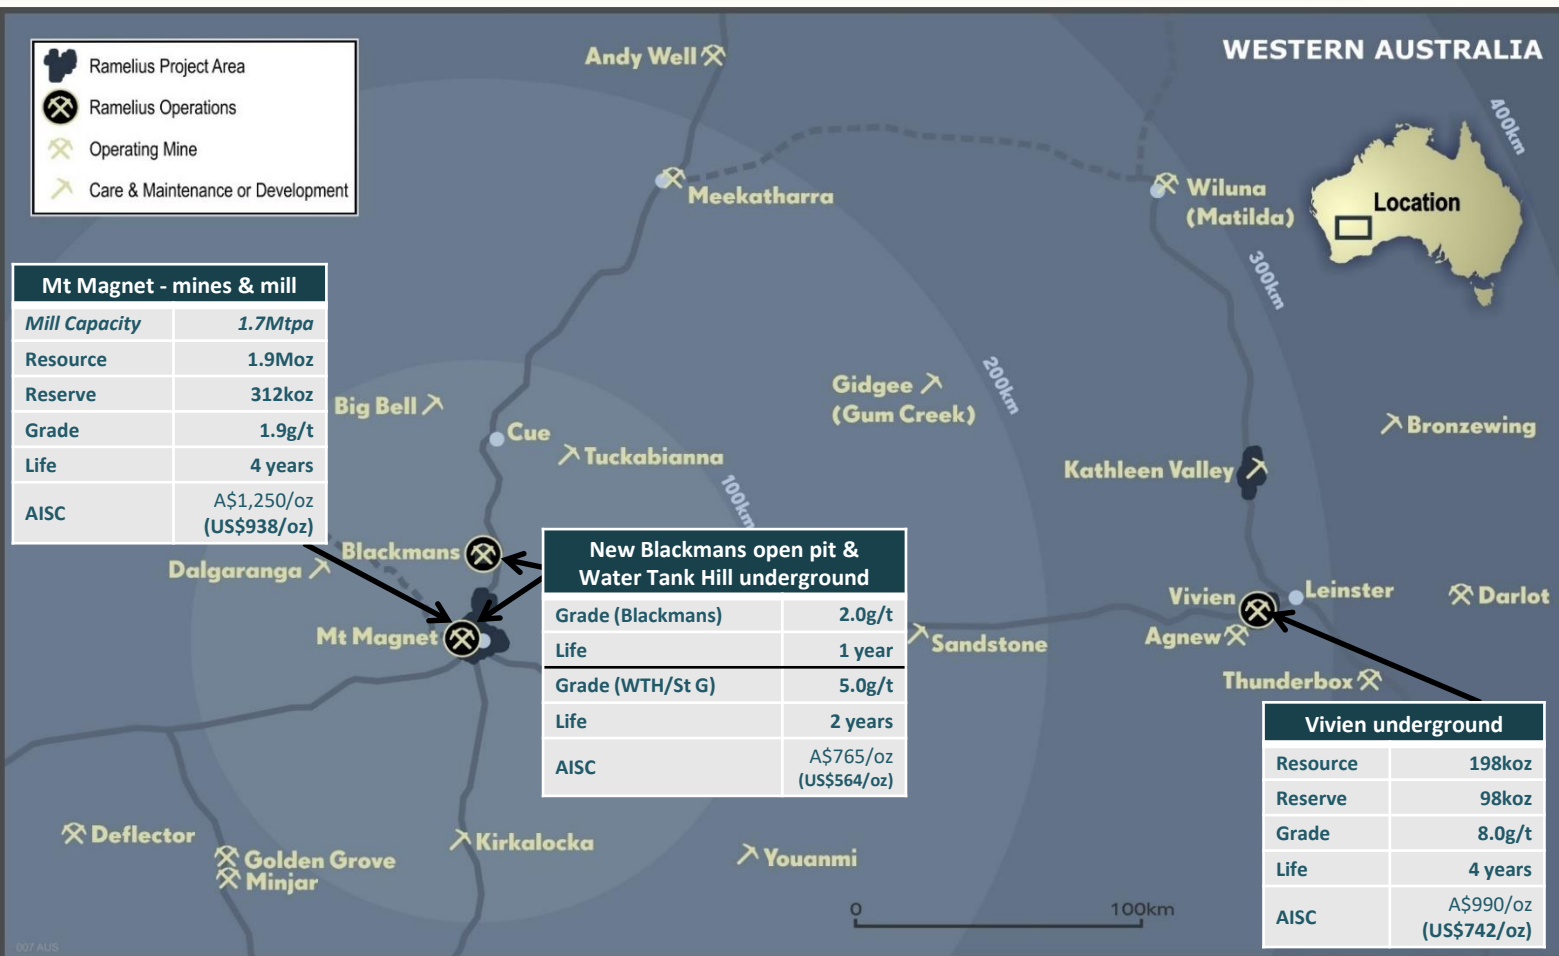 WESTERN AUSTRALIA
Ramelius Project Area
Ramelius Operations
Operating Mine
Care & Maintenance or Development
Andy Well
400km
Meekatharra
Wiluna
(Matilda)
Location
300km
Mt Magnet - mines & mill
Mill Capacity 1.7Mtpa
Resource 1.9Moz
Reserve 312koz
Grade 1.9g/t
Life 4 years
AISC A$1,250/oz
(US$938/oz)
Big Bell
Cue
Tuckabianna
Gidgee
(Gum Creek)
200km
Bronzewing
Kathleen Valley
100km
Blackmans
Dalgaranga
Mt Magnet
New Blackmans open pit &
Water Tank Hill underground
Grade (Blackmans) 2.0g/t
Life 1 year
Grade (WTH/St G) 5.0g/t
Life 2 years
AISC A$765/oz
(US$564/oz)
Sandstone
Vivien
Leinster
Darlot
Agnew
Thunderbox
Vivien underground
Resource 198koz
Reserve 98koz
Grade 8.0g/t
Life 4 years
AISC A$990/oz
(US$742/oz)
Deflector
Golden Grove
Minjar
Kirkalocka
Youanmi
0 100km
007 AUS